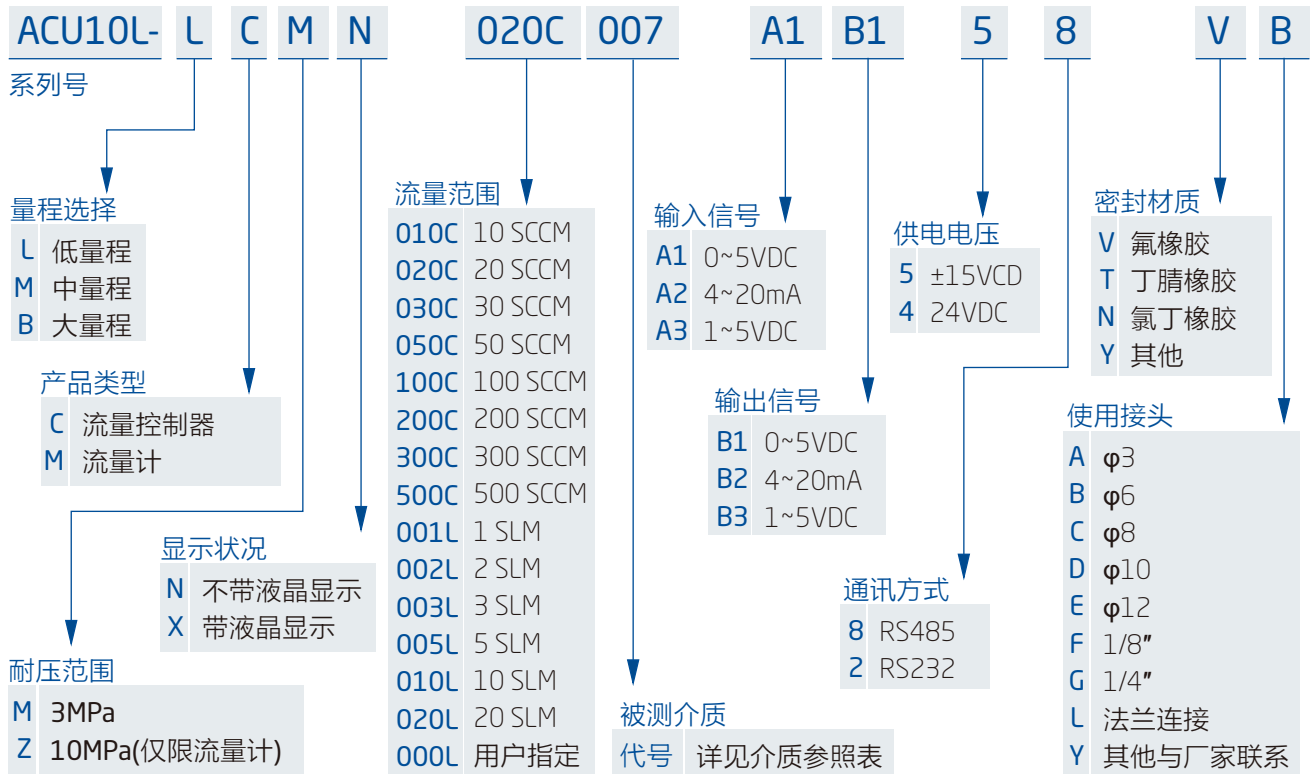 ACU10L- L C M N 020C 007 A1 B1 5 8 V B
系列号
量程选择
L 低量程
M 中量程
B 大量程
产品类型
C 流量控制器
M 流量计
显示状况
N 不带液晶显示
X 带液晶显示
耐压范围
M 3MPa
Z 10MPa(仅限流量计)
流量范围
010C 10 SCCM
020C 20 SCCM
030C 30 SCCM
050C 50 SCCM
100C 100 SCCM
200C 200 SCCM
300C 300 SCCM
500C 500 SCCM
001L 1 SLM
002L 2 SLM
003L 3 SLM
005L 5 SLM
010L 10 SLM
020L 20 SLM
000L 用户指定
被测介质
代号 详见介质参照表
输入信号
A1 0~5VDC
A2 4~20mA
A3 1~5VDC
输出信号
B1 0~5VDC
B2 4~20mA
B3 1~5VDC
供电电压
5 ±15VCD
4 24VDC
通讯方式
8 RS485
2 RS232
密封材质
V 氟橡胶
T 丁腈橡胶
N 氯丁橡胶
Y 其他
使用接头
A φ3
B φ6
C φ8
D φ10
E φ12
F 1/8″
G 1/4″
L 法兰连接
Y 其他与厂家联系